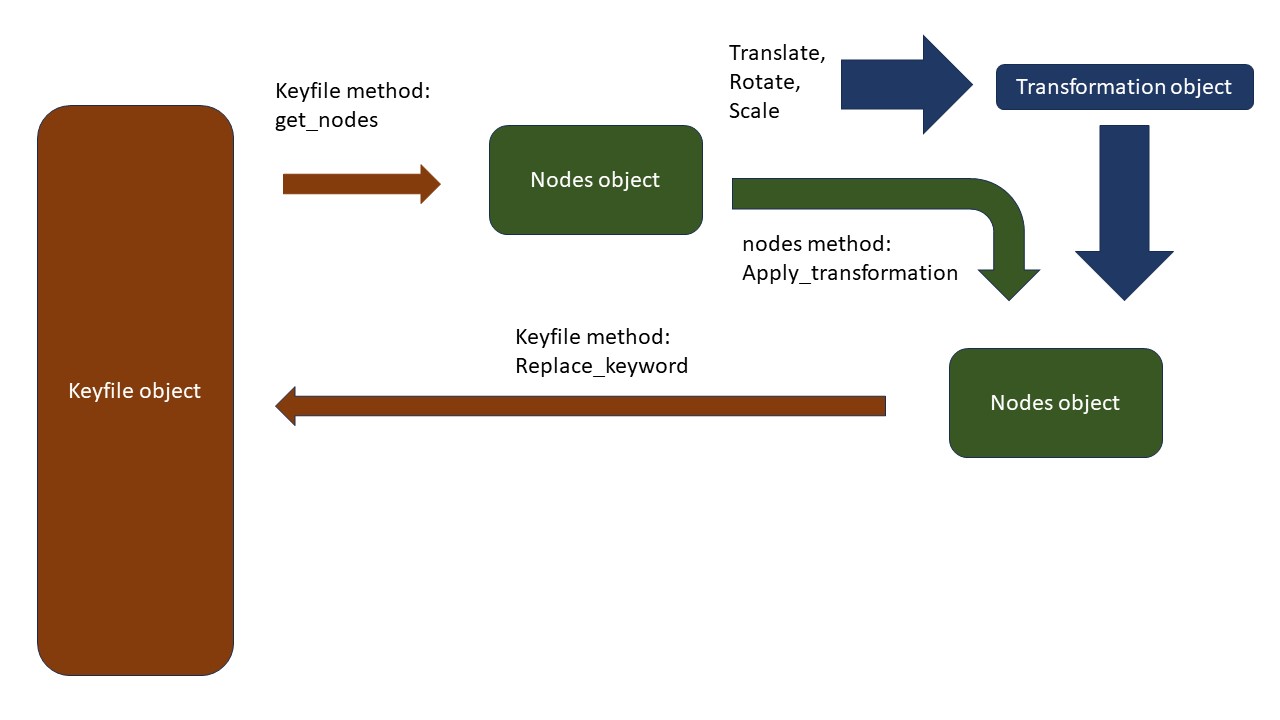 Keyfile method:
get_nodes
Translate,
Rotate,
Scale
Transformation object
Nodes object
nodes method:
Apply_transformation
Keyfile method:
Replace_keyword
Keyfile object
Nodes object